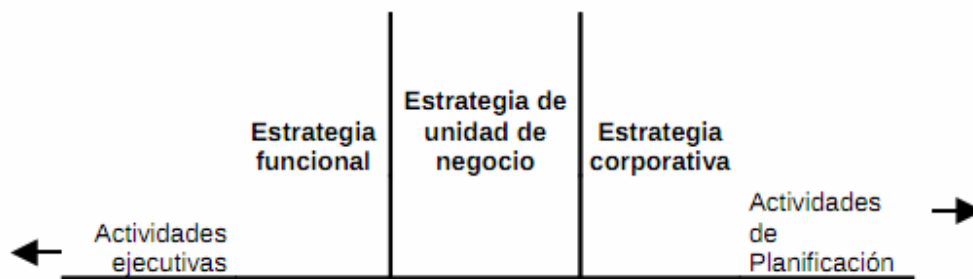 Estrategia
funcional
Estrategia de
unidad de
negocio
Estrategia
corporativa
Actividades
ejecutivas
Actividades
de
Planificación